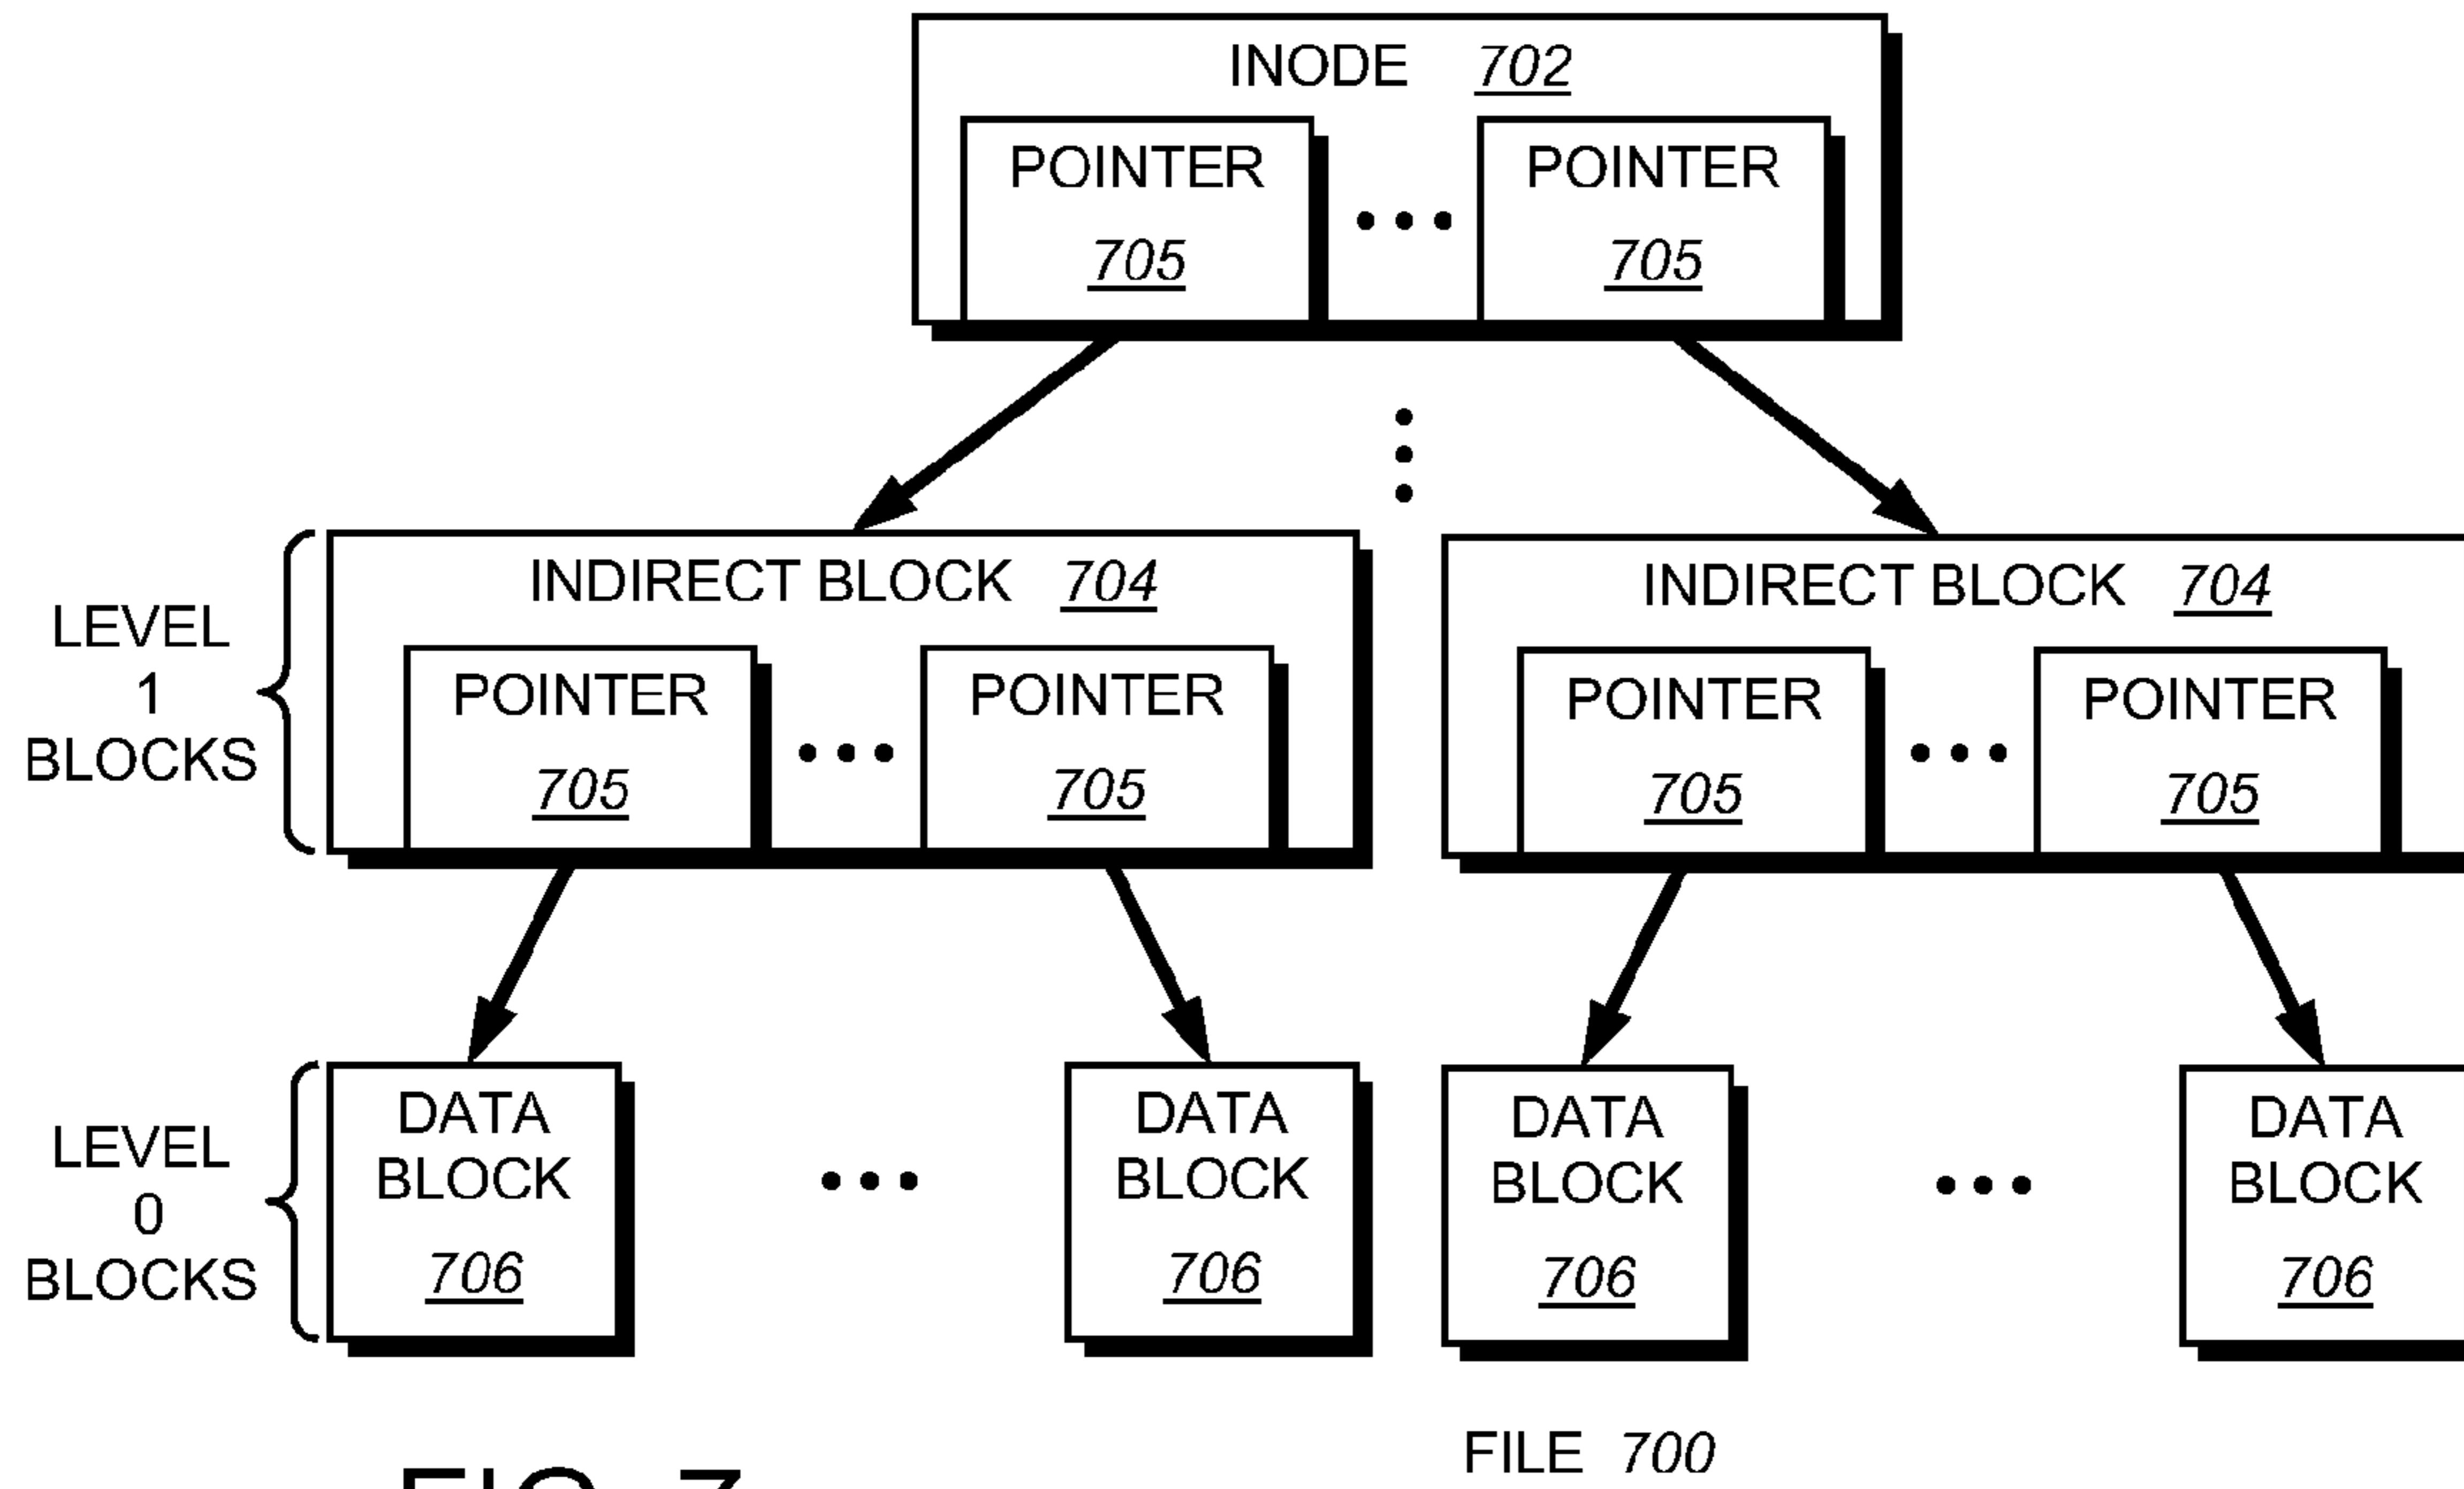 INODE 702
POINTER POINTER
705 ... 705
INDIRECT BLOCK 704
INDIRECT BLOCK 704
LEVEL
1
BLOCKS
POINTER POINTER
705 ... 705
POINTER POINTER
705 ... 705
LEVEL
0
BLOCKS
DATA
BLOCK
706
...
DATA
BLOCK
706
DATA
BLOCK
706
...
DATA
BLOCK
706
FILE 700
FIG. 7